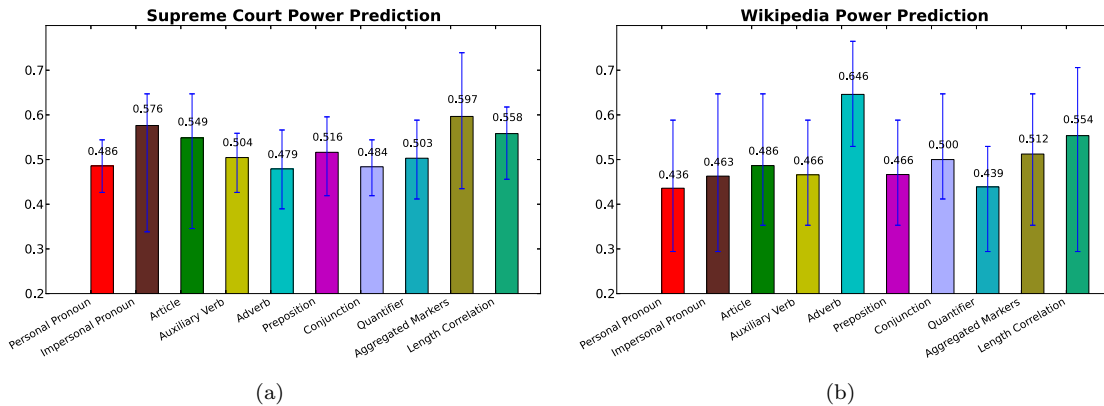 Supreme Court Power Prediction
0.7
0.6
0.5
0.4
0.3
0.2
0.486
0.576
0.549
0.504
0.479
0.516
0.484
0.503
0.597
0.558
Personal Pronoun
Impersonal Pronoun
Article
Auxiliary Verb
Adverb
Preposition
Conjunction
Quantifier
Aggregated Markers
Length Correlation
(a)
Wikipedia Power Prediction
0.7
0.6
0.5
0.4
0.3
0.2
0.436
0.463
0.486
0.466
0.646
0.466
0.500
0.439
0.512
0.554
Personal Pronoun
Impersonal Pronoun
Article
Auxiliary Verb
Adverb
Preposition
Conjunction
Quantifier
Aggregated Markers
Length Correlation
(b)